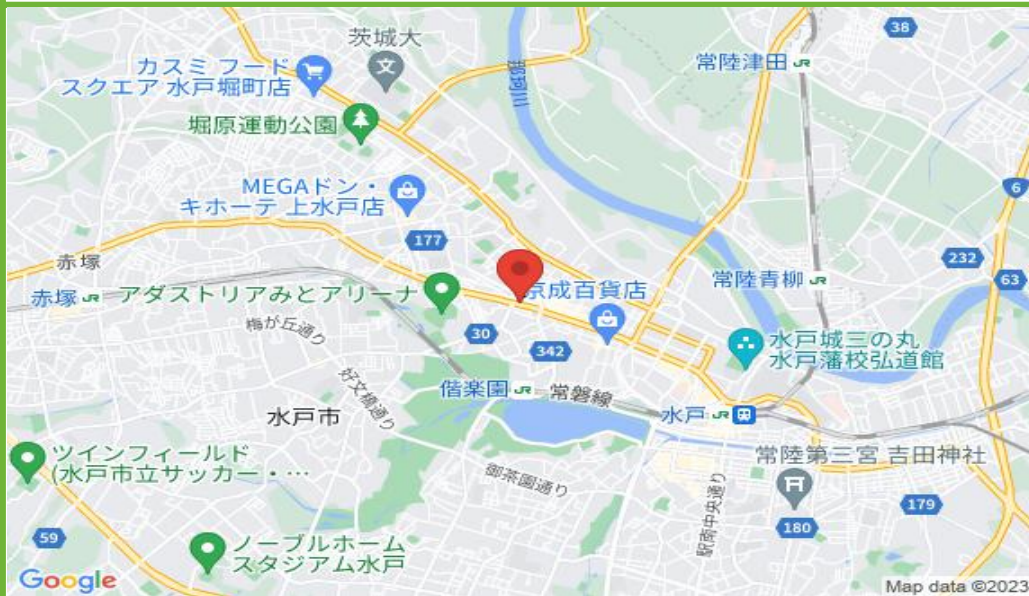 茨城大
38
カスミ フード
スクエア 水戸堀町店
常陸津田
JR
那珂川
堀原運動公園
MEGAドン・
キホーテ 上水戸店
6
177
赤塚
232
常陸青柳
JR
63
赤塚
JR
アダストリアみとアリーナ
京成百貨店
梅が丘通り
30
342
水戸城三の丸
水戸藩校弘道館
好文橋通り
偕楽園
JR
常磐線
水戸市
水戸
JR
ツインフィールド
(水戸市立サッカー・…
御茶園通り
常陸第三宮 吉田神社
駅南中央通り
179
180
59
ノーブルホーム
スタジアム水戸
Google
Map data ©2023